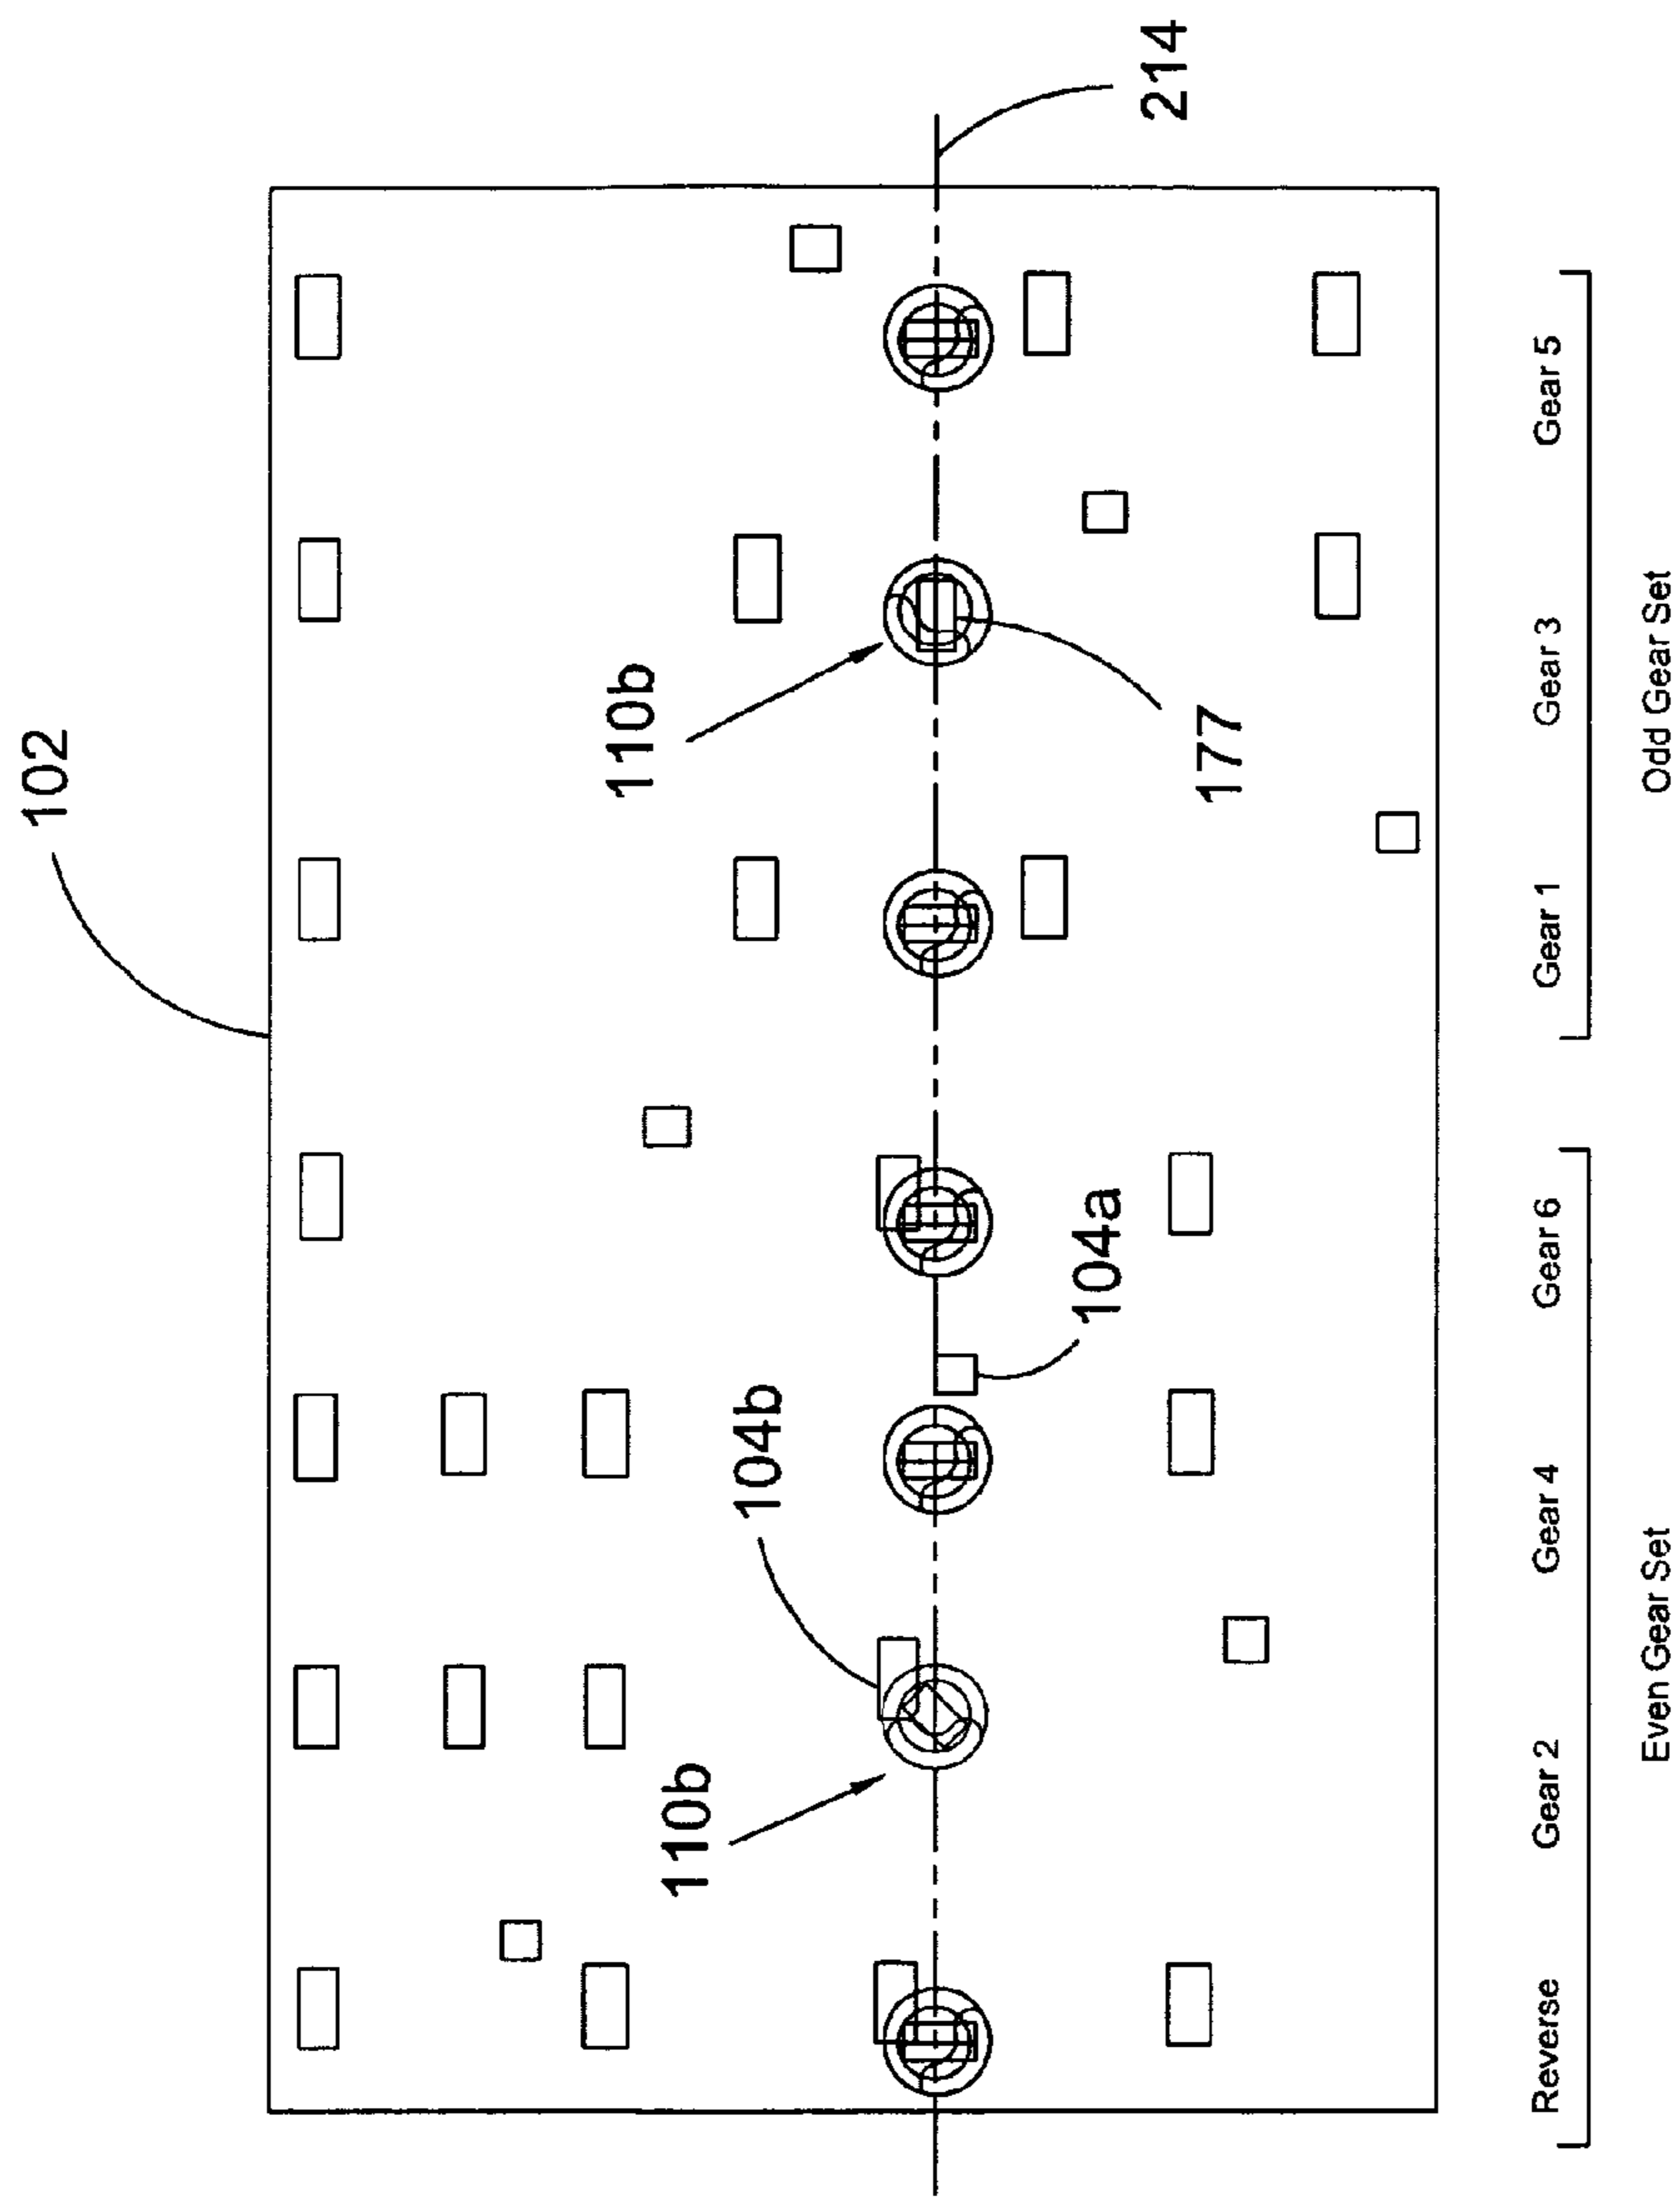 102
214
110b
177
104b
104a
110b
Reverse
Gear 2
Gear 4
Gear 6
Gear 1
Gear 3
Gear 5
Even Gear Set
Odd Gear Set